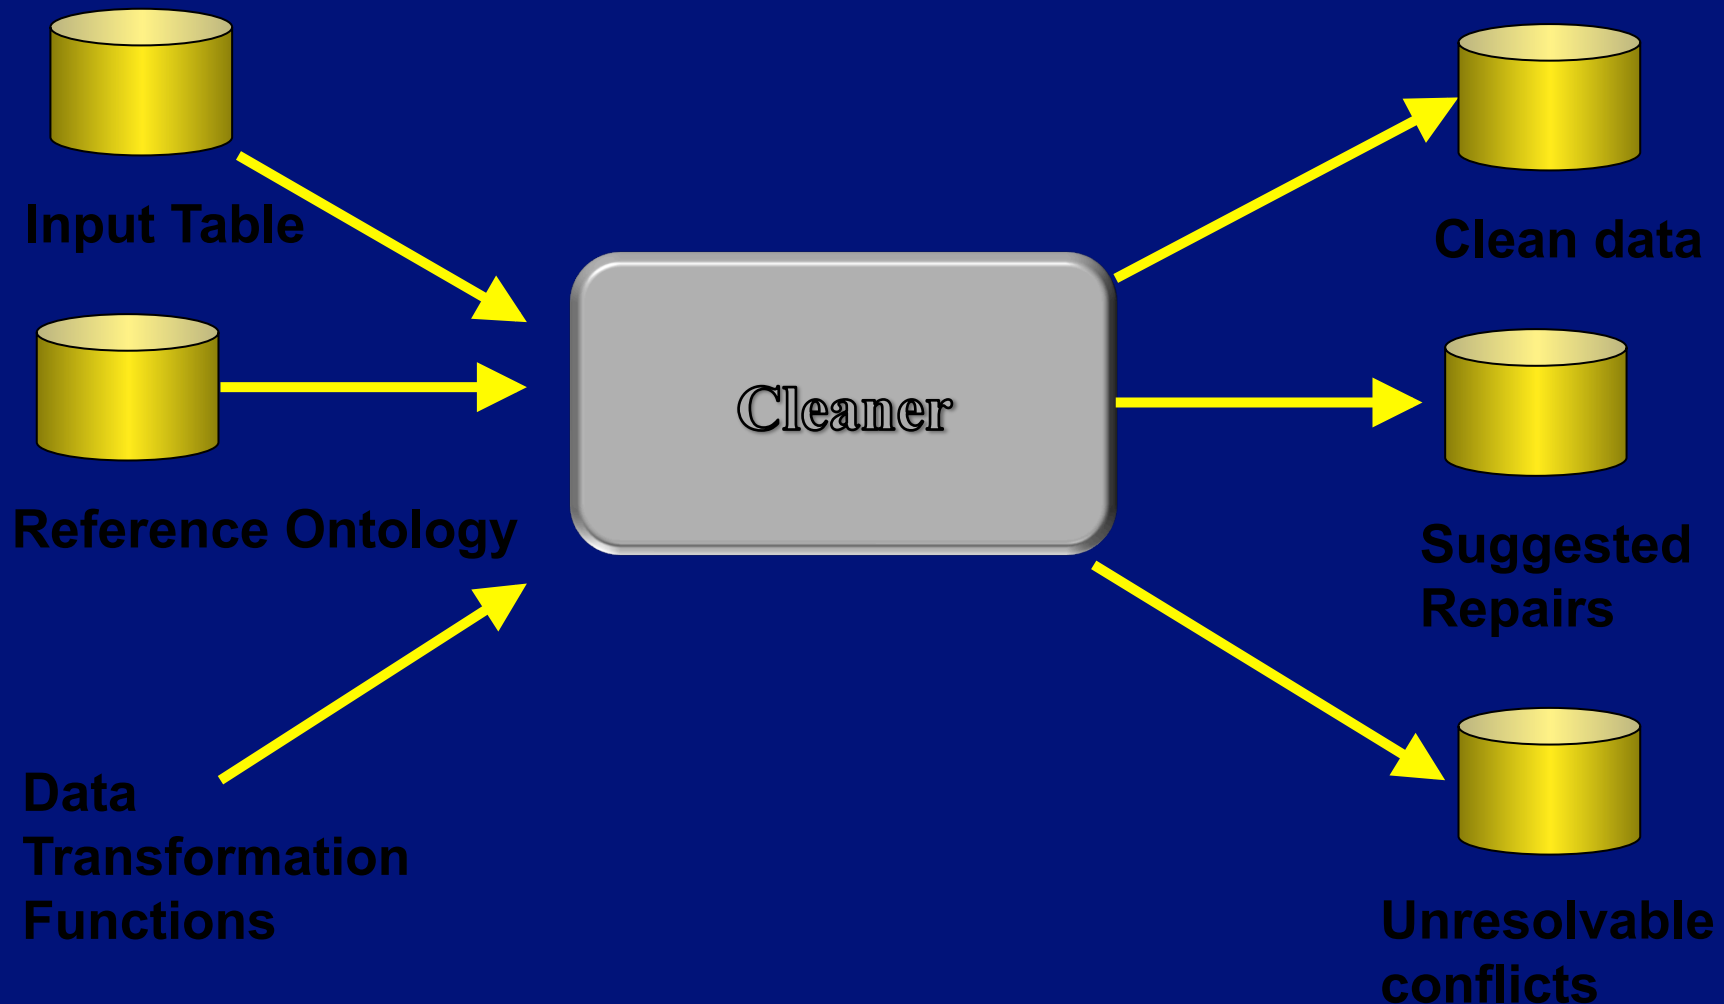 Input Table
Reference Ontology
Data
Transformation
Functions
Cleaner
Clean data
Suggested
Repairs
Unresolvable
conflicts